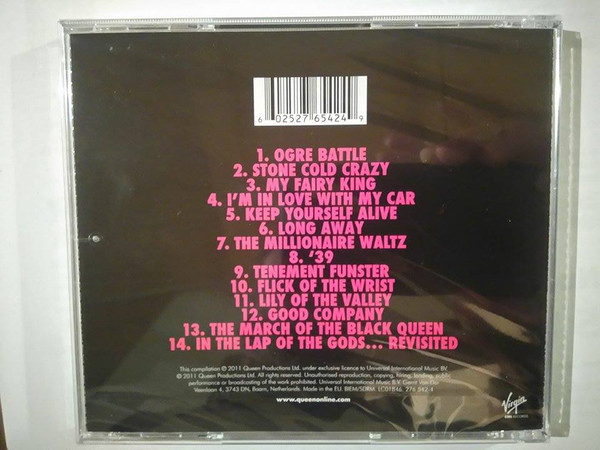 6 02527 65424 9
1. OGRE BATTLE
2. STONE COLD CRAZY
3. MY FAIRY KING
4. I'M IN LOVE WITH MY CAR
5. KEEP YOURSELF ALIVE
6. LONG AWAY
7. THE MILLIONAIRE WALTZ
8. '39
9. TENEMENT FUNSTER
10. FLICK OF THE WRIST
11. LILY OF THE VALLEY
12. GOOD COMPANY
13. THE MARCH OF THE BLACK QUEEN
14. IN THE LAP OF THE GODS... REVISITED
This compilation ℗ 2011 Queen Productions Ltd. under exclusive licence to Universal International Music BV.
© 2011 Queen Productions Ltd. All rights reserved. Unauthorised reproduction, copying, hiring, lending, public
performance or broadcasting of the work prohibited. Universal International Music B.V. Gerrit Van Der
Veenlaan 4, 3743 DN, Baarn, Netherlands. Made in the EU. BIEM/SDRM. LC01846. 276 542-4
www.queenonline.com
Virgin